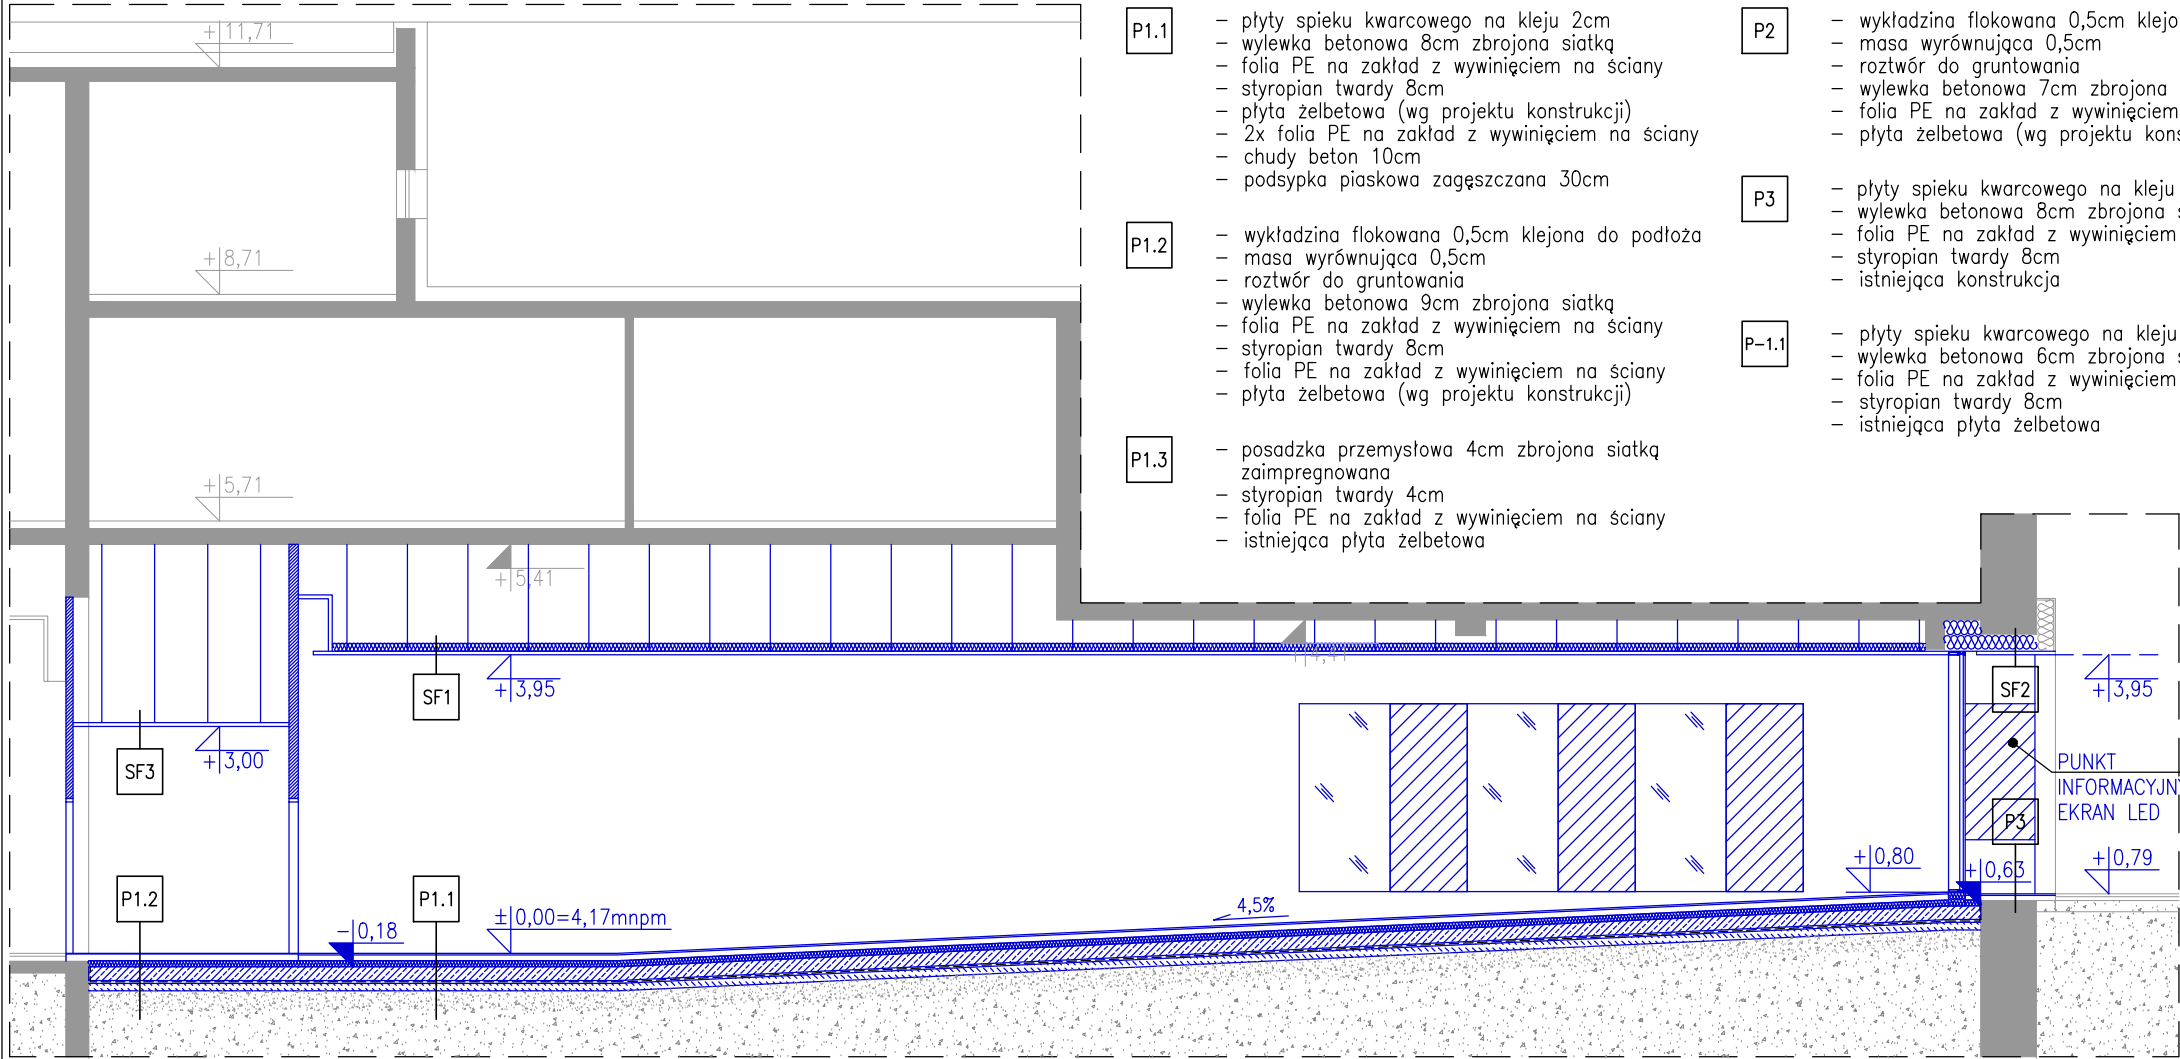 P1.1
– płyty spieku kwarcowego na kleju 2cm
– wylewka betonowa 8cm zbrojona siatką
– folia PE na zakład z wywinięciem na ściany
– styropian twardy 8cm
– płyta żelbetowa (wg projektu konstrukcji)
– 2x folia PE na zakład z wywinięciem na ściany
– chudy beton 10cm
– podsypka piaskowa zagęszczana 30cm
P1.2
– wykładzina flokowana 0,5cm klejona do podłoża
– masa wyrównująca 0,5cm
– roztwór do gruntowania
– wylewka betonowa 9cm zbrojona siatką
– folia PE na zakład z wywinięciem na ściany
– styropian twardy 8cm
– folia PE na zakład z wywinięciem na ściany
– płyta żelbetowa (wg projektu konstrukcji)
P1.3
– posadzka przemysłowa 4cm zbrojona siatką
zaimpregnowana
– styropian twardy 4cm
– folia PE na zakład z wywinięciem na ściany
– istniejąca płyta żelbetowa
P2
– wykładzina flokowana 0,5cm klejo
– masa wyrównująca 0,5cm
– roztwór do gruntowania
– wylewka betonowa 7cm zbrojona
– folia PE na zakład z wywinięciem
– płyta żelbetowa (wg projektu kons
P3
– płyty spieku kwarcowego na kleju
– wylewka betonowa 8cm zbrojona s
– folia PE na zakład z wywinięciem
– styropian twardy 8cm
– istniejąca konstrukcja
P-1.1
– płyty spieku kwarcowego na kleju
– wylewka betonowa 6cm zbrojona s
– folia PE na zakład z wywinięciem
– styropian twardy 8cm
– istniejąca płyta żelbetowa
+11,71
+8,71
+5,71
+5,41
SF1
+3,95
SF2
+3,95
SF3
+3,00
PUNKT
INFORMACYJN
EKRAN LED
P3
+0,80
+0,63
+0,79
P1.2
P1.1
-0,18
±0,00=4,17mnpm
4,5%